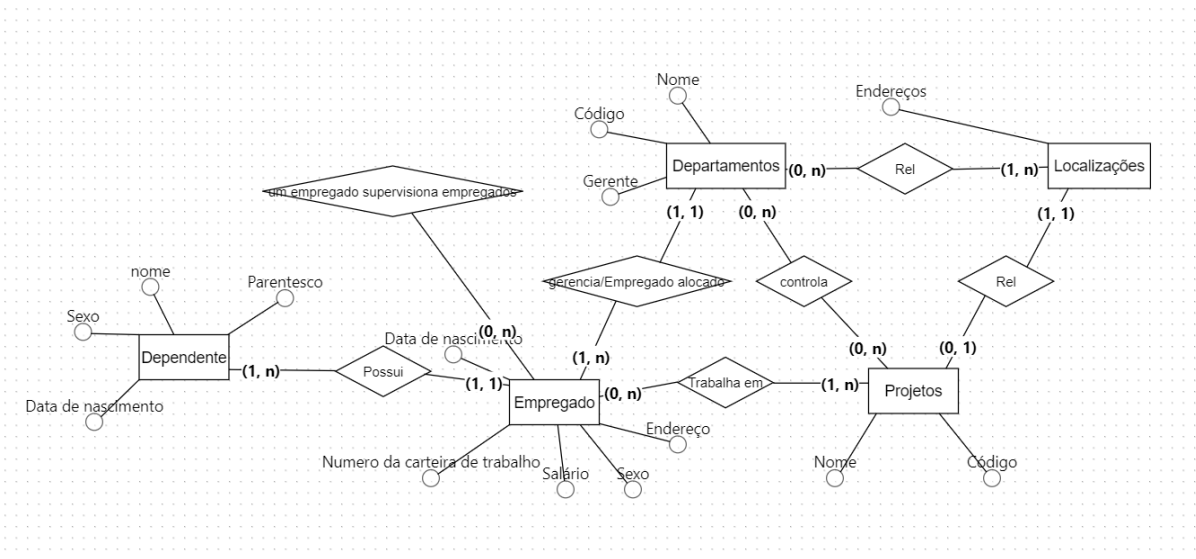 Nome
Endereços
Código
Departamentos
(0, n)
Rel
(1, n)
Localizações
Gerente
um empregado supervisiona empregados
(1, 1)
(0, n)
(1, 1)
nome
Parentesco
gerencia/Empregado alocado
controla
Rel
Sexo
(0, n)
Data de nascimento
Dependente
(1, n)
Possui
(1, 1)
(1, n)
(0, n)
(0, 1)
Empregado
(0, n)
Trabalha em
(1, n)
Projetos
Data de nascimento
Endereço
Numero da carteira de trabalho
Salário
Sexo
Nome
Código